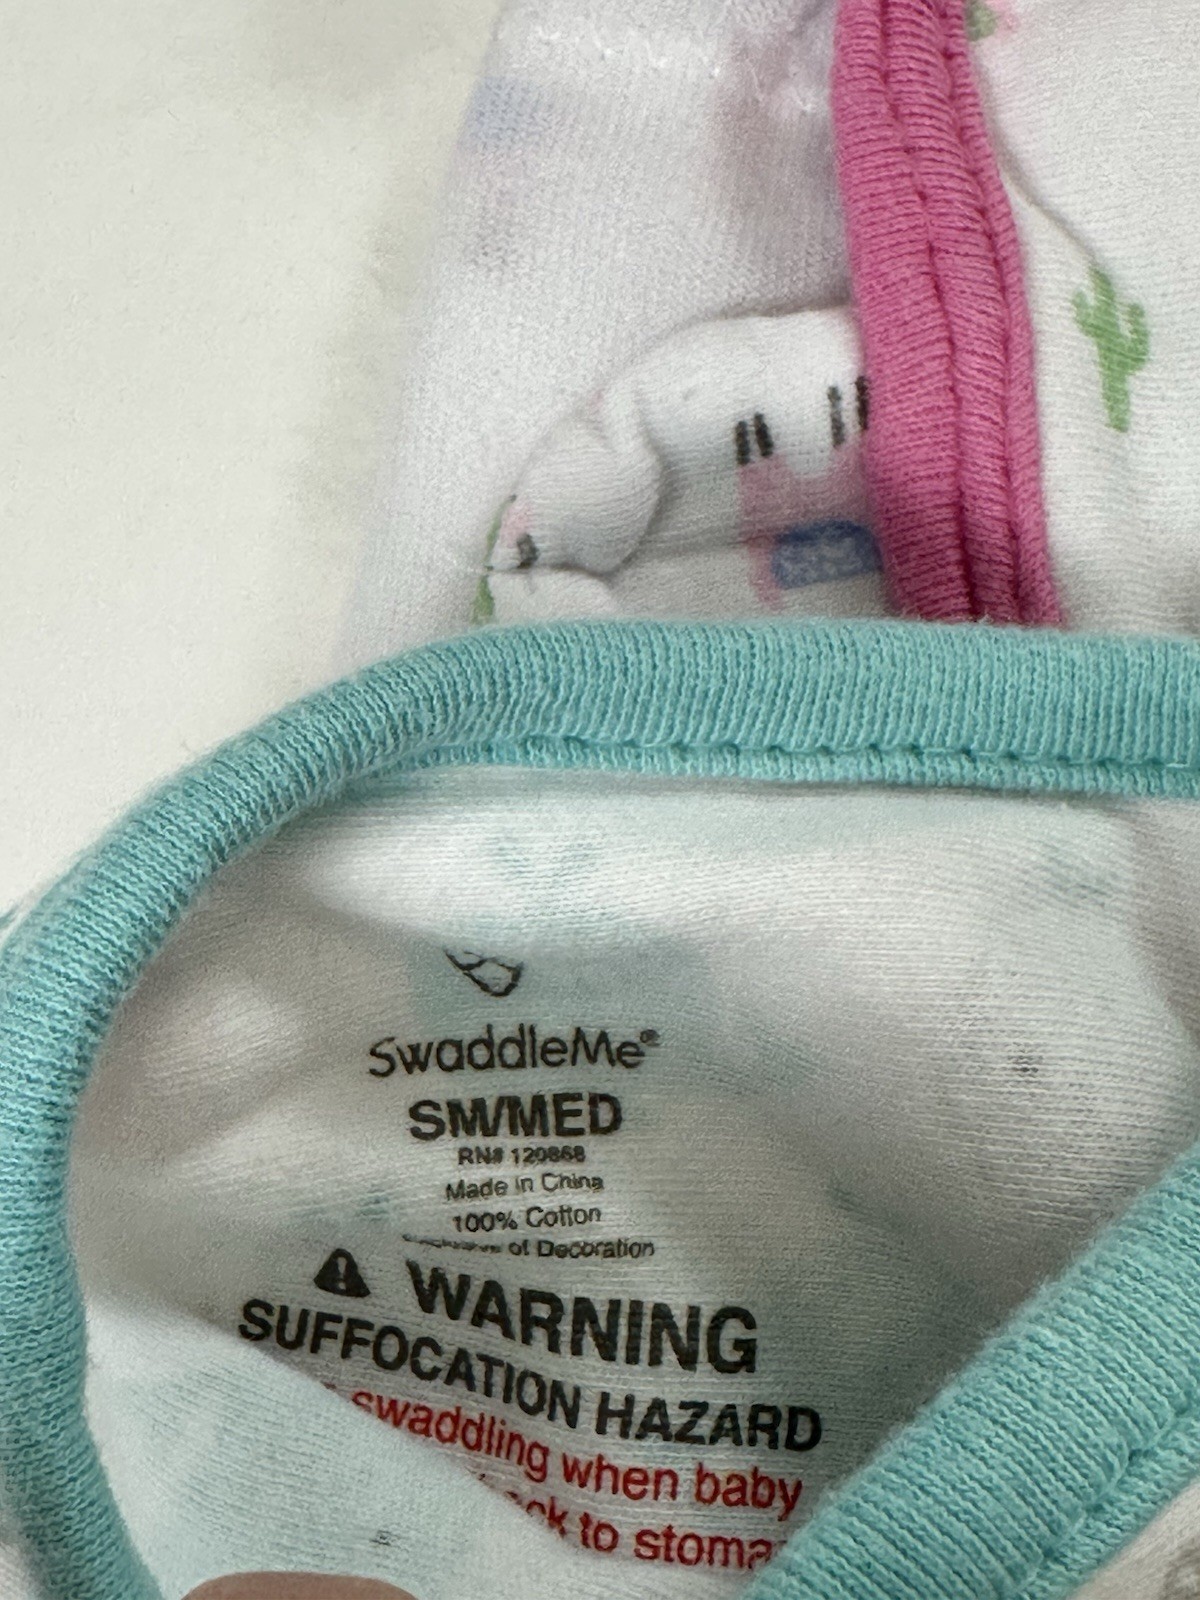 SwaddleMe®
SM/MED
RN# 120868
Made in China
100% Cotton
of Decoration
WARNING
SUFFOCATION HAZARD
swaddling when baby
to